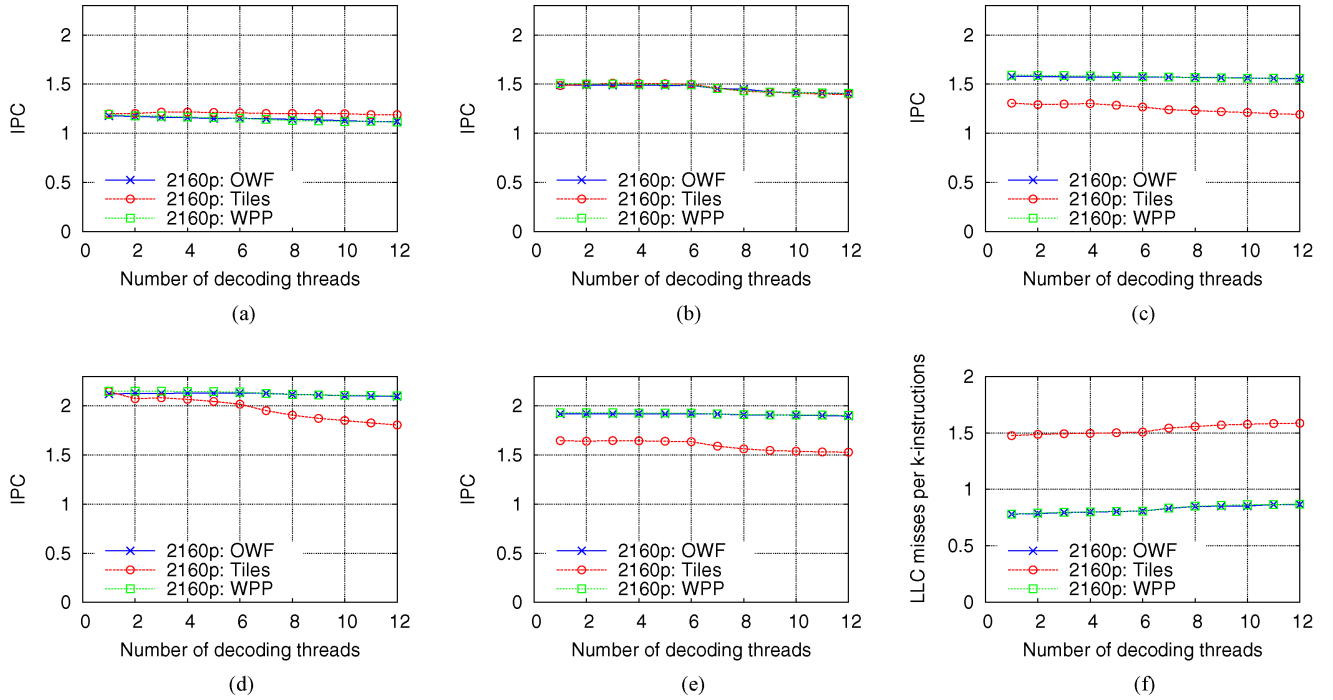 2
1.5
1
0.5
0
IPC
2160p: OWF
2160p: Tiles
2160p: WPP
0 2 4 6 8 10 12
Number of decoding threads
(a)
2
1.5
1
0.5
0
IPC
2160p: OWF
2160p: Tiles
2160p: WPP
0 2 4 6 8 10 12
Number of decoding threads
(b)
2
1.5
1
0.5
0
IPC
2160p: OWF
2160p: Tiles
2160p: WPP
0 2 4 6 8 10 12
Number of decoding threads
(c)
2
1.5
1
0.5
0
IPC
2160p: OWF
2160p: Tiles
2160p: WPP
0 2 4 6 8 10 12
Number of decoding threads
(d)
2
1.5
1
0.5
0
IPC
2160p: OWF
2160p: Tiles
2160p: WPP
0 2 4 6 8 10 12
Number of decoding threads
(e)
2
1.5
1
0.5
0
LLC misses per k-instructions
2160p: OWF
2160p: Tiles
2160p: WPP
0 2 4 6 8 10 12
Number of decoding threads
(f)